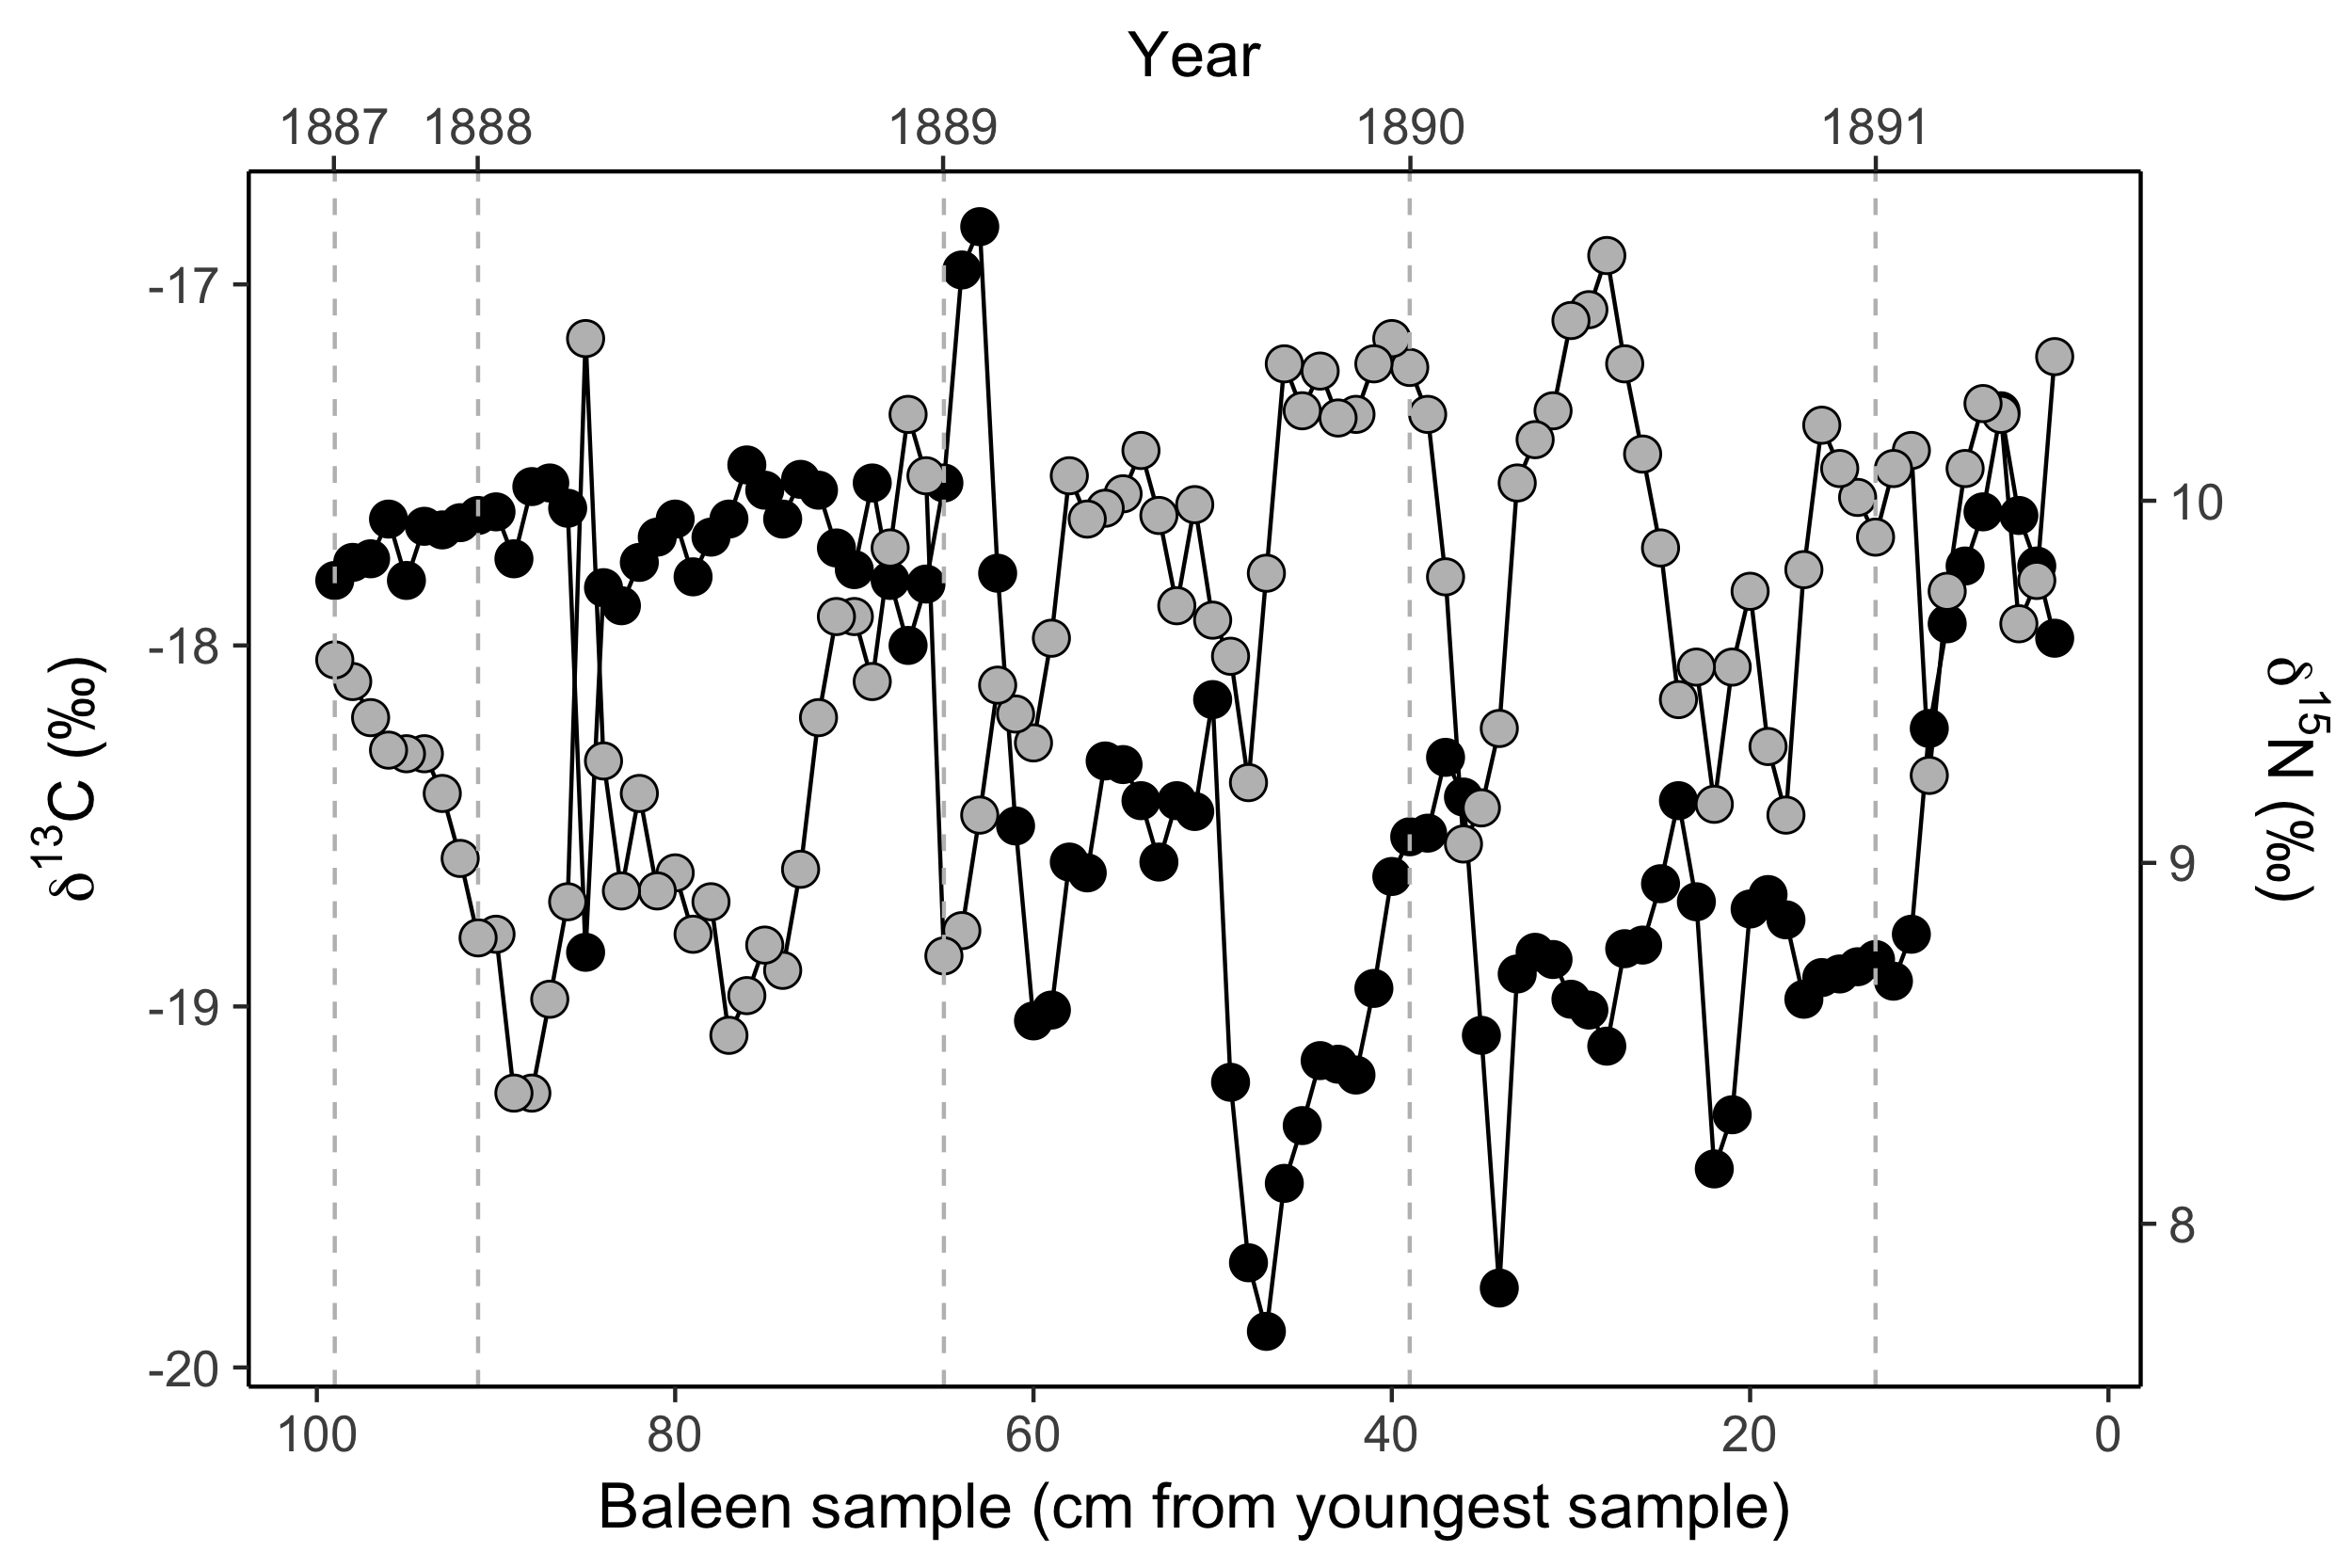 Year
1887 1888 1889 1890 1891
-17
-18
-19
-20
δ13C (‰)
10
9
8
δ15N (‰)
100 80 60 40 20 0
Baleen sample (cm from youngest sample)